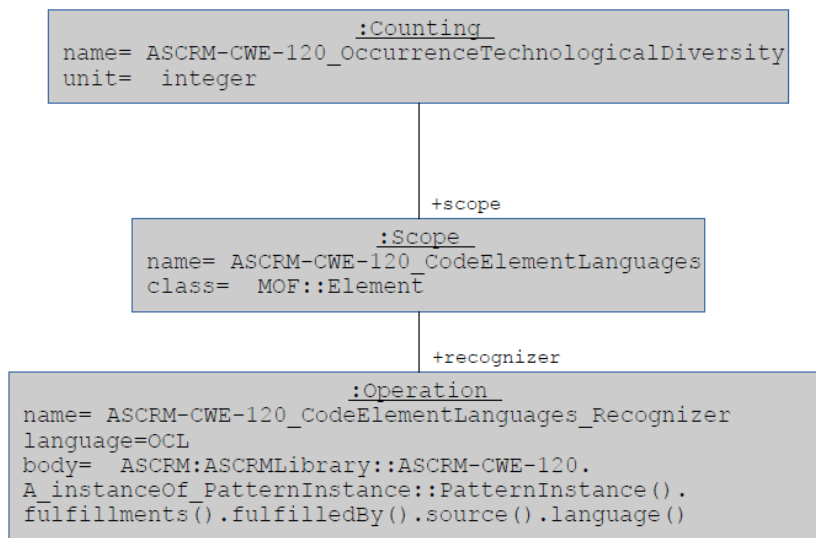 :Counting
name= ASCRM-CWE-120_OccurrenceTechnologicalDiversity
unit=  integer
+scope
:Scope
name= ASCRM-CWE-120_CodeElementLanguages
class=  MOF::Element
+recognizer
:Operation
name= ASCRM-CWE-120_CodeElementLanguages_Recognizer
language=OCL
body=  ASCRM:ASCRMLibrary::ASCRM-CWE-120.
A_instanceOf_PatternInstance::PatternInstance().
fulfillments().fulfilledBy().source().language()